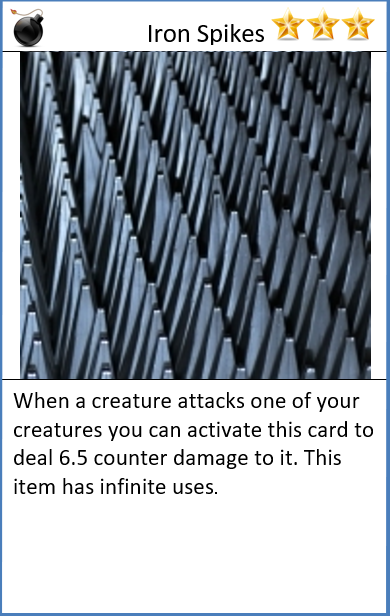 Iron Spikes
When a creature attacks one of your
creatures you can activate this card to
deal 6.5 counter damage to it. This
item has infinite uses.